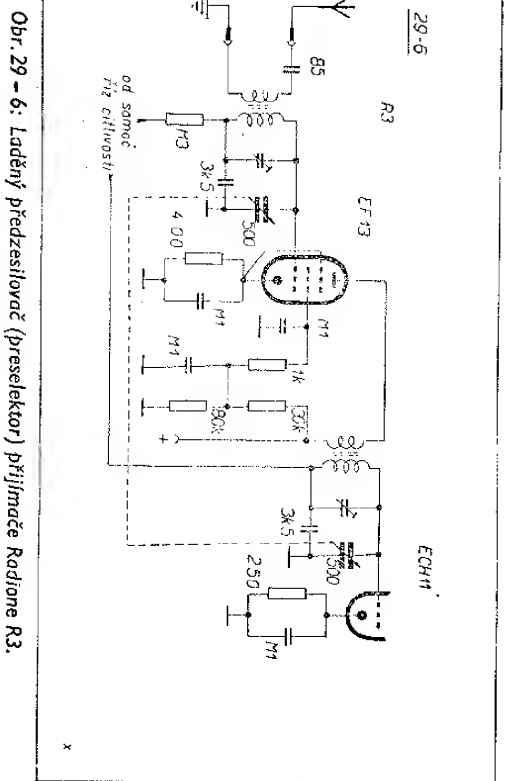 29-6
R3
EF13
ECH11
85
M3
3k5
500
400
M1
M1
1k
M1
80k
+
3k5
500
250
M1
od samoč
říz citlivosti
x
Obr. 29 - 6: Laděný předzesilovač (preselektor) přijímače Radione R3.